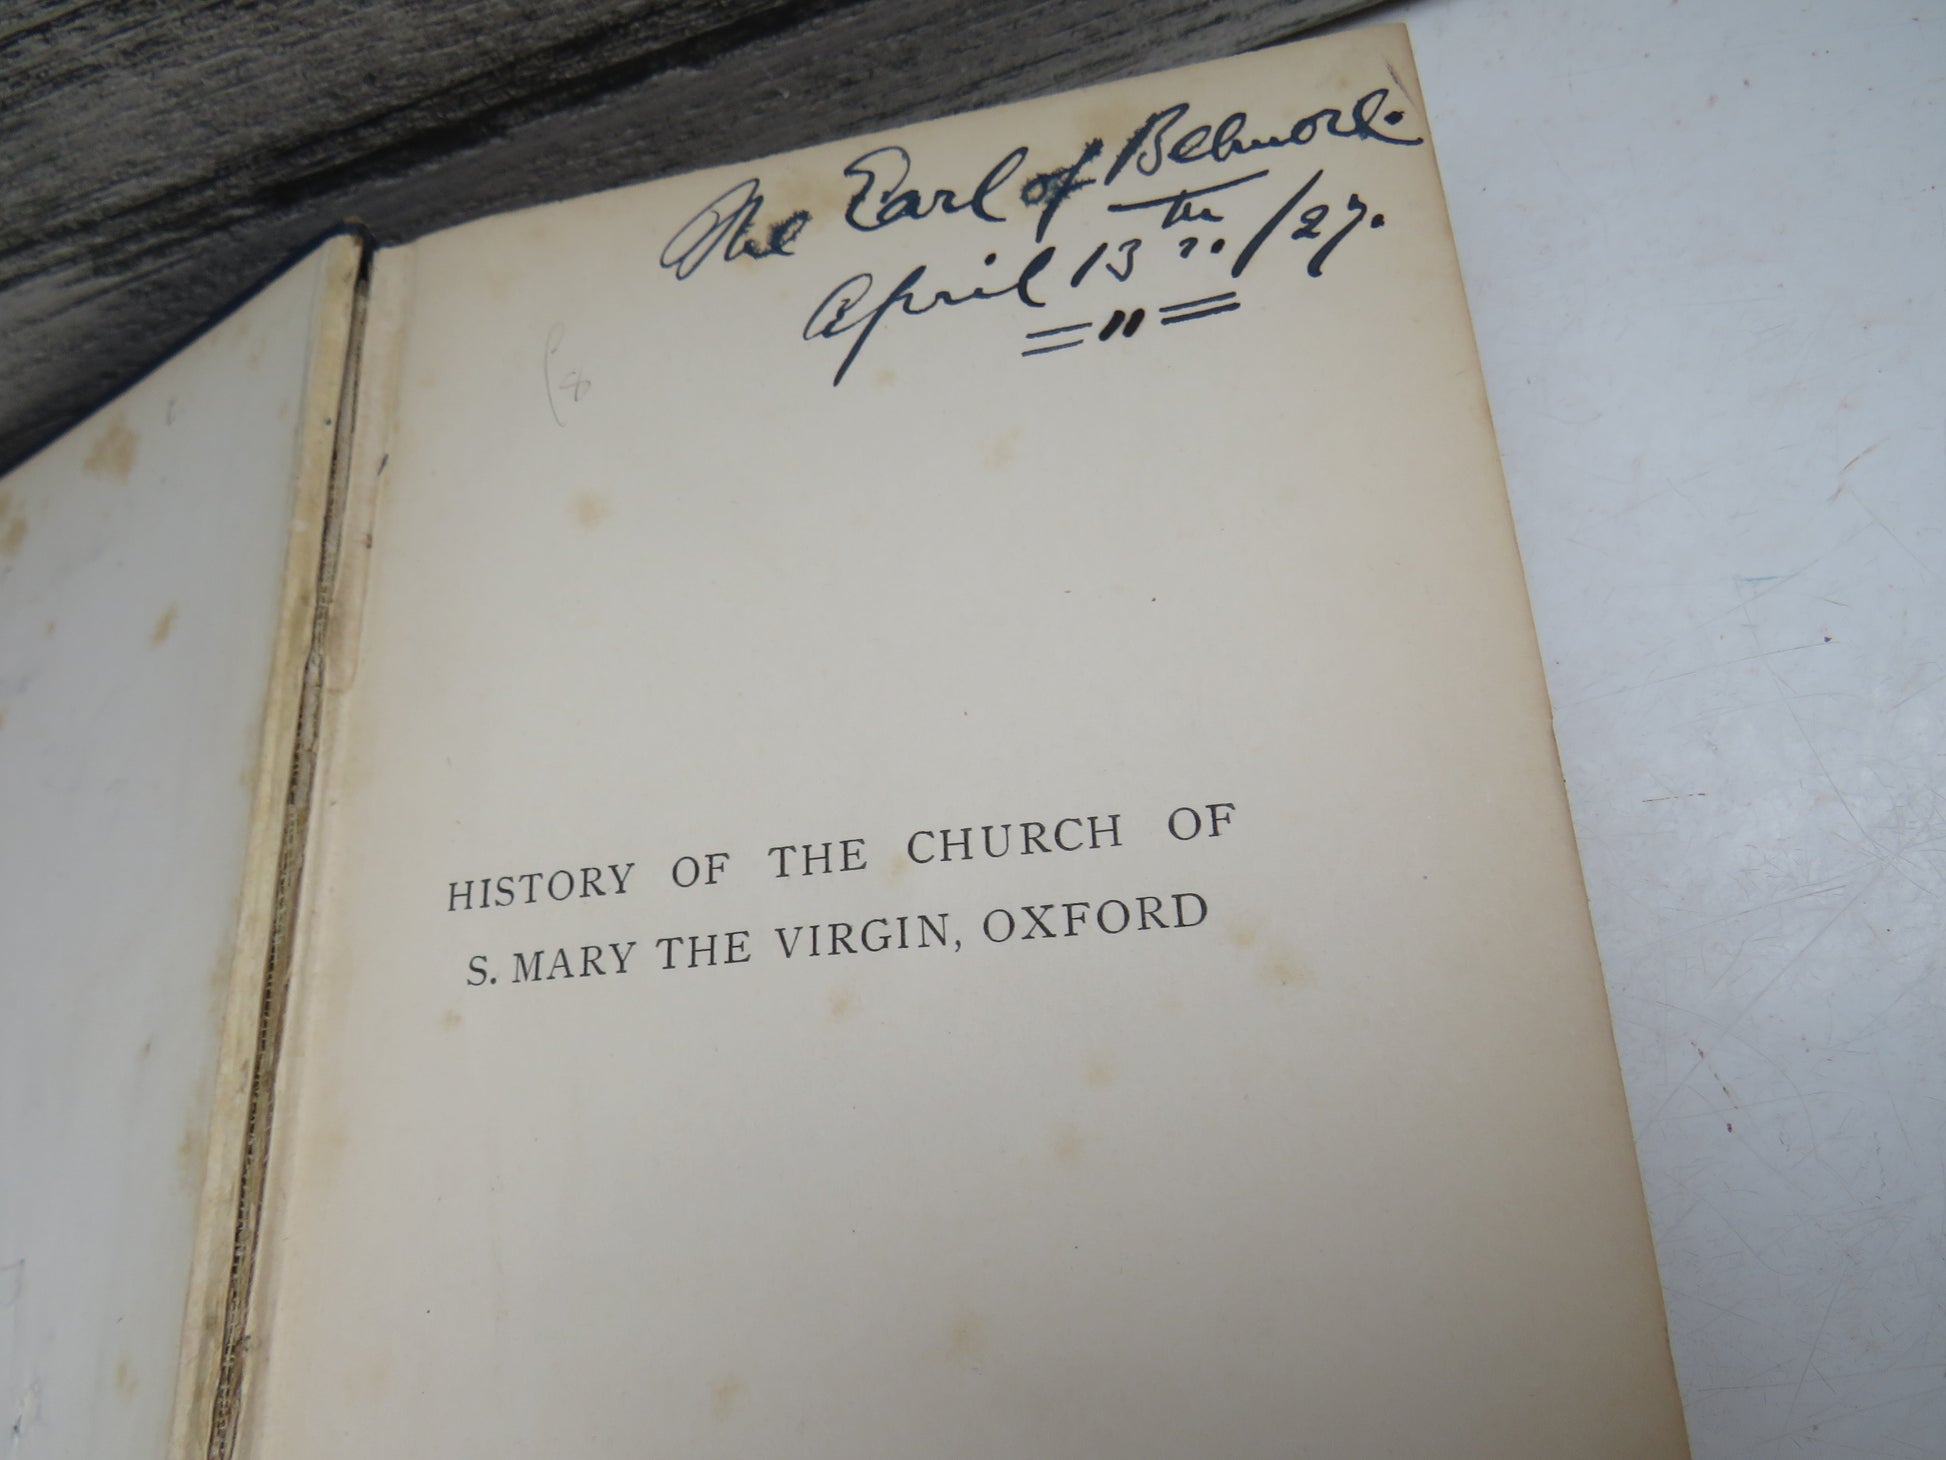 The Earl of Belmore.
April 13th/27.
="=
HISTORY OF THE CHURCH OF
S. MARY THE VIRGIN, OXFORD